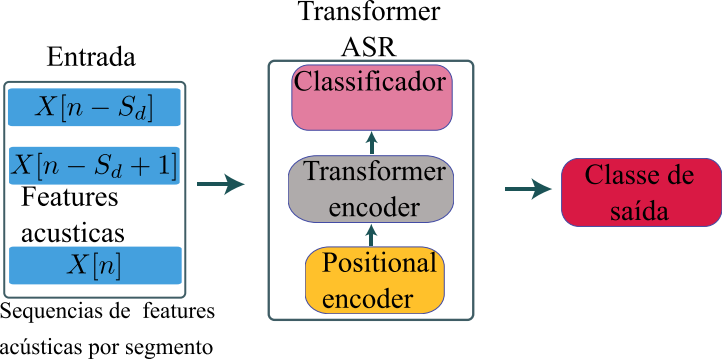 Entrada
X[n − S_d]
X[n − S_d + 1]
Features
acusticas
X[n]
Sequencias de features
acústicas por segmento
Transformer
ASR
Classificador
Transformer
encoder
Positional
encoder
Classe de
saída